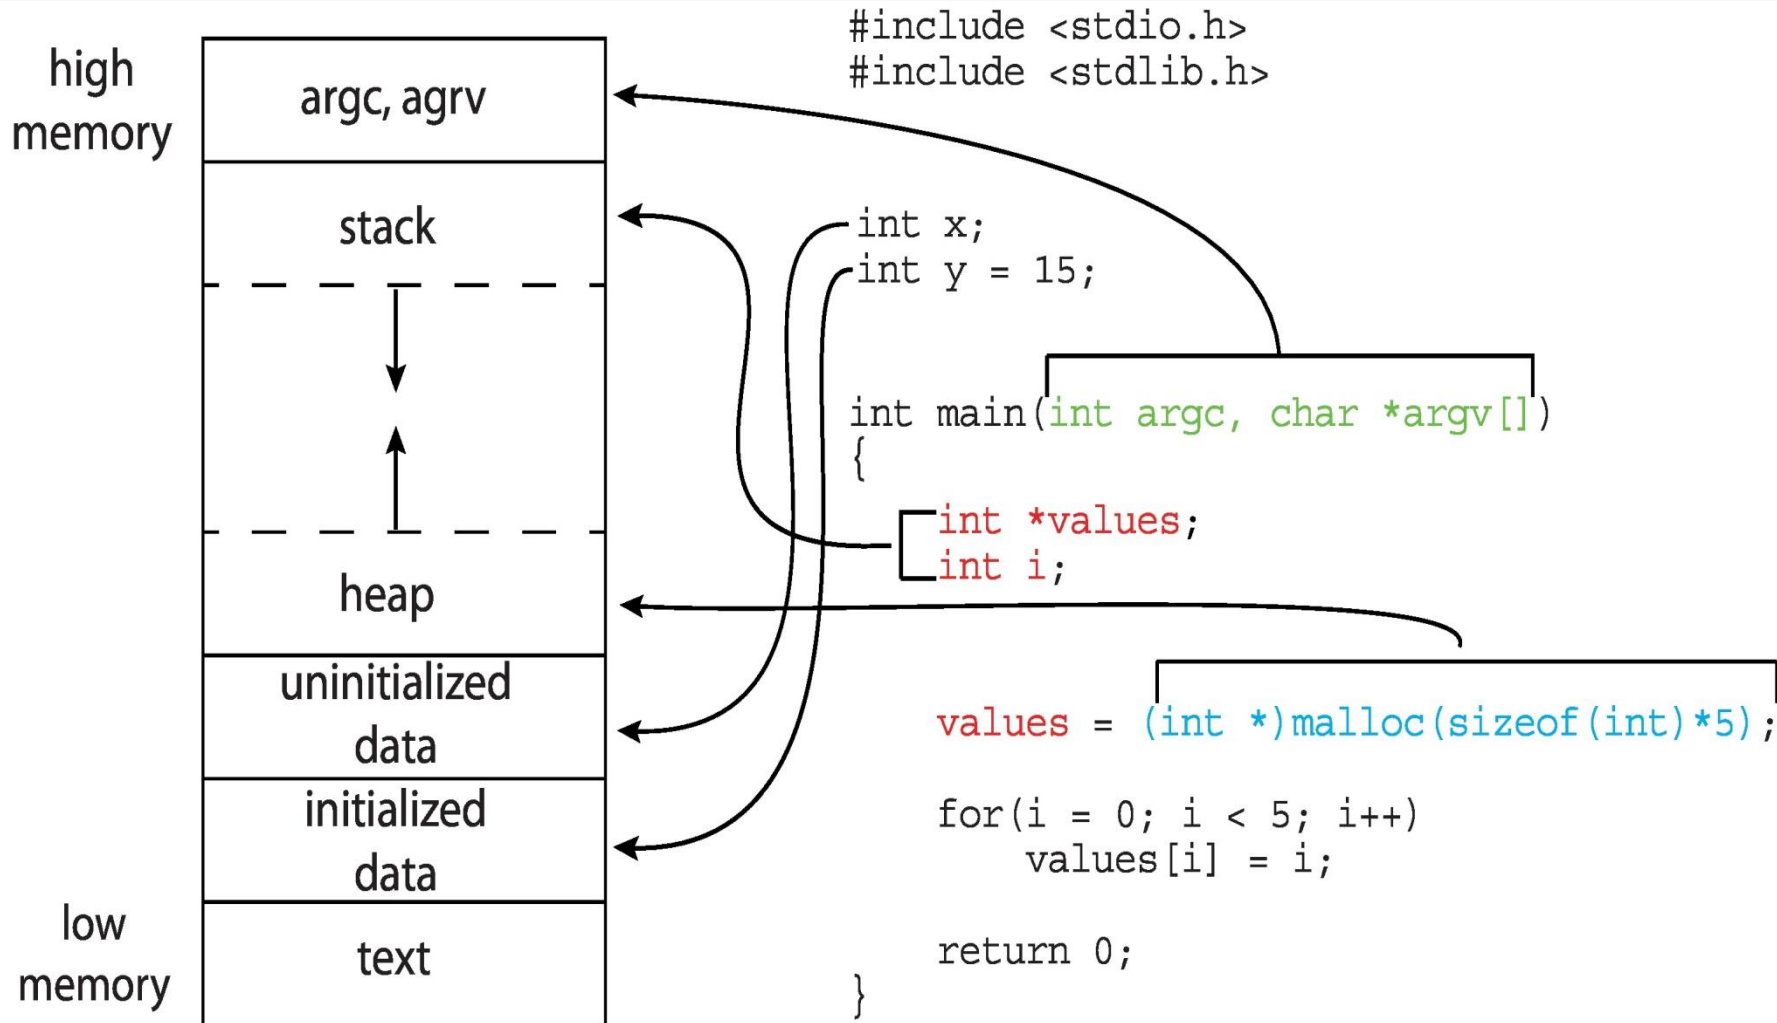 high
memory
argc, agrv
stack
heap
uninitialized
data
initialized
data
low
memory
text
#include <stdio.h>
#include <stdlib.h>
int x;
int y = 15;
int main(int argc, char *argv[])
{
int *values;
int i;
values = (int *)malloc(sizeof(int)*5);
for(i = 0; i < 5; i++)
values[i] = i;
return 0;
}